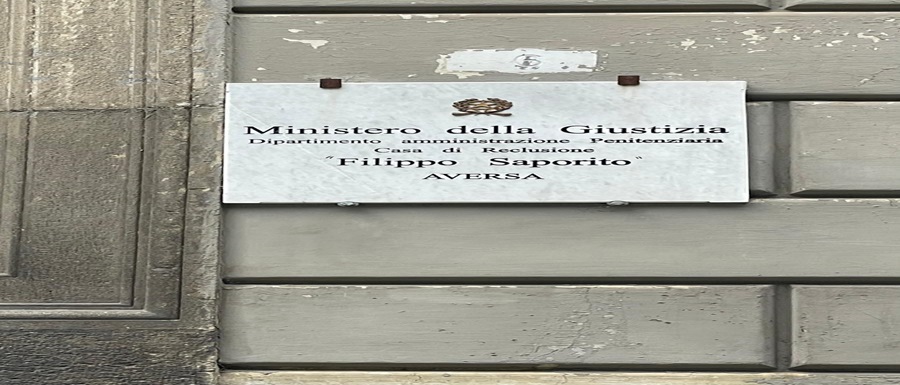 Ministero della Giustizia
Dipartimento amministrazione Penitenziaria
Casa di Reclusione
"Filippo Saporito"
AVERSA